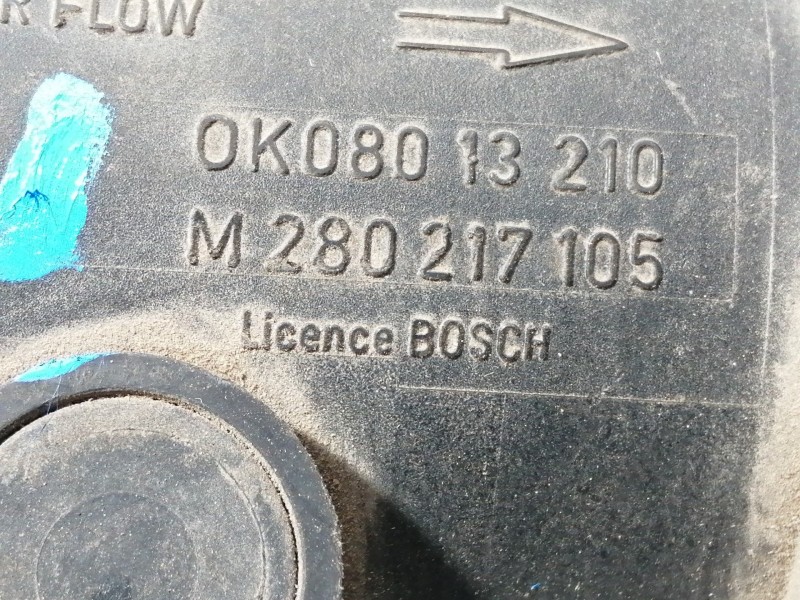 R FLOW
0K080 13 210
M 280 217 105
Licence BOSCH